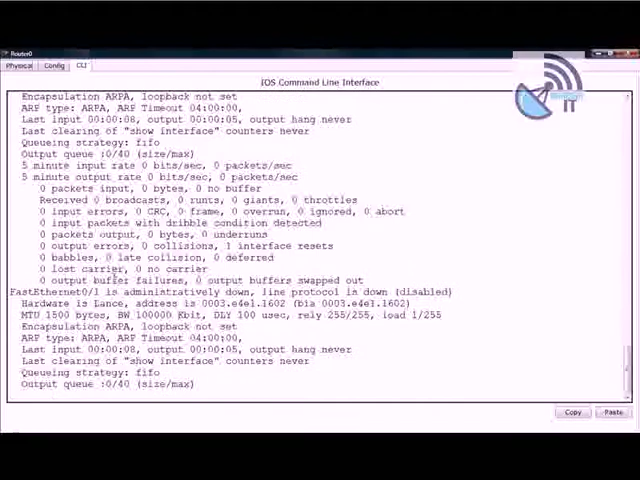 Router0
Physical Config CLI
IT
IOS Command Line Interface
Encapsulation ARPA, loopback not set
ARP type: ARPA, ARP Timeout 04:00:00,
Last input 00:00:08, output 00:00:05, output hang never
Last clearing of "show interface" counters never
Queueing strategy: fifo
Output queue :0/40 (size/max)
5 minute input rate 0 bits/sec, 0 packets/sec
5 minute output rate 0 bits/sec, 0 packets/sec
0 packets input, 0 bytes, 0 no buffer
Received 0 broadcasts, 0 runts, 0 giants, 0 throttles
0 input errors, 0 CRC, 0 frame, 0 overrun, 0 ignored, 0 abort
0 input packets with dribble condition detected
0 packets output, 0 bytes, 0 underruns
0 output errors, 0 collisions, 1 interface resets
0 babbles, 0 late collision, 0 deferred
0 lost carrier, 0 no carrier
0 output buffer failures, 0 output buffers swapped out
FastEthernet0/1 is administratively down, line protocol is down (disabled)
Hardware is Lance, address is 0003.e4e1.1602 (bia 0003.e4e1.1602)
MTU 1500 bytes, BW 100000 Kbit, DLY 100 usec, rely 255/255, load 1/255
Encapsulation ARPA, loopback not set
ARP type: ARPA, ARP Timeout 04:00:00,
Last input 00:00:08, output 00:00:05, output hang never
Last clearing of "show interface" counters never
Queueing strategy: fifo
Output queue :0/40 (size/max)
Copy Paste